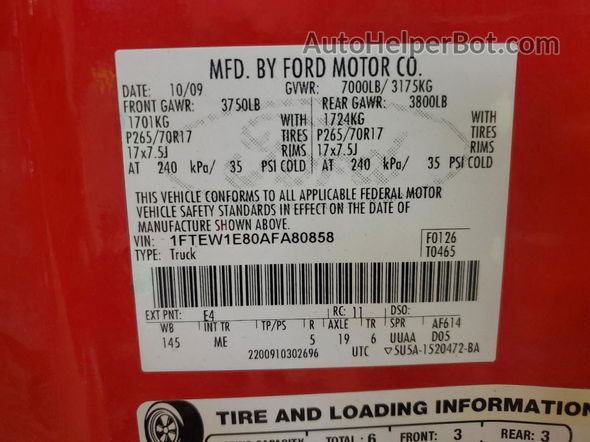 AutoHelperBot.com
MFD. BY FORD MOTOR CO.
DATE: 10/09 GVWR: 7000LB/ 3175KG
FRONT GAWR: 3750LB REAR GAWR: 3800LB
1701KG WITH 1724KG WITH
P265/70R17 TIRES P265/70R17 TIRES
17x7.5J RIMS 17x7.5J RIMS
AT 240 kPa/ 35 PSI COLD AT 240 kPa/ 35 PSI COLD
THIS VEHICLE CONFORMS TO ALL APPLICABLE FEDERAL MOTOR
VEHICLE SAFETY STANDARDS IN EFFECT ON THE DATE OF
MANUFACTURE SHOWN ABOVE.
VIN: 1FTEW1E80AFA80858 F0126
TYPE: Truck T0465
EXT PNT: E4 RC: 11 DSO:
WB INT TR TP/PS R AXLE TR SPR AF614
145 ME 5 19 6 UUAA D05
2200910302696 UTC ▽5U5A-1520472-BA
TIRE AND LOADING INFORMATION
SEATING CAPACITY TOTAL: 6 FRONT: 3 REAR: 3